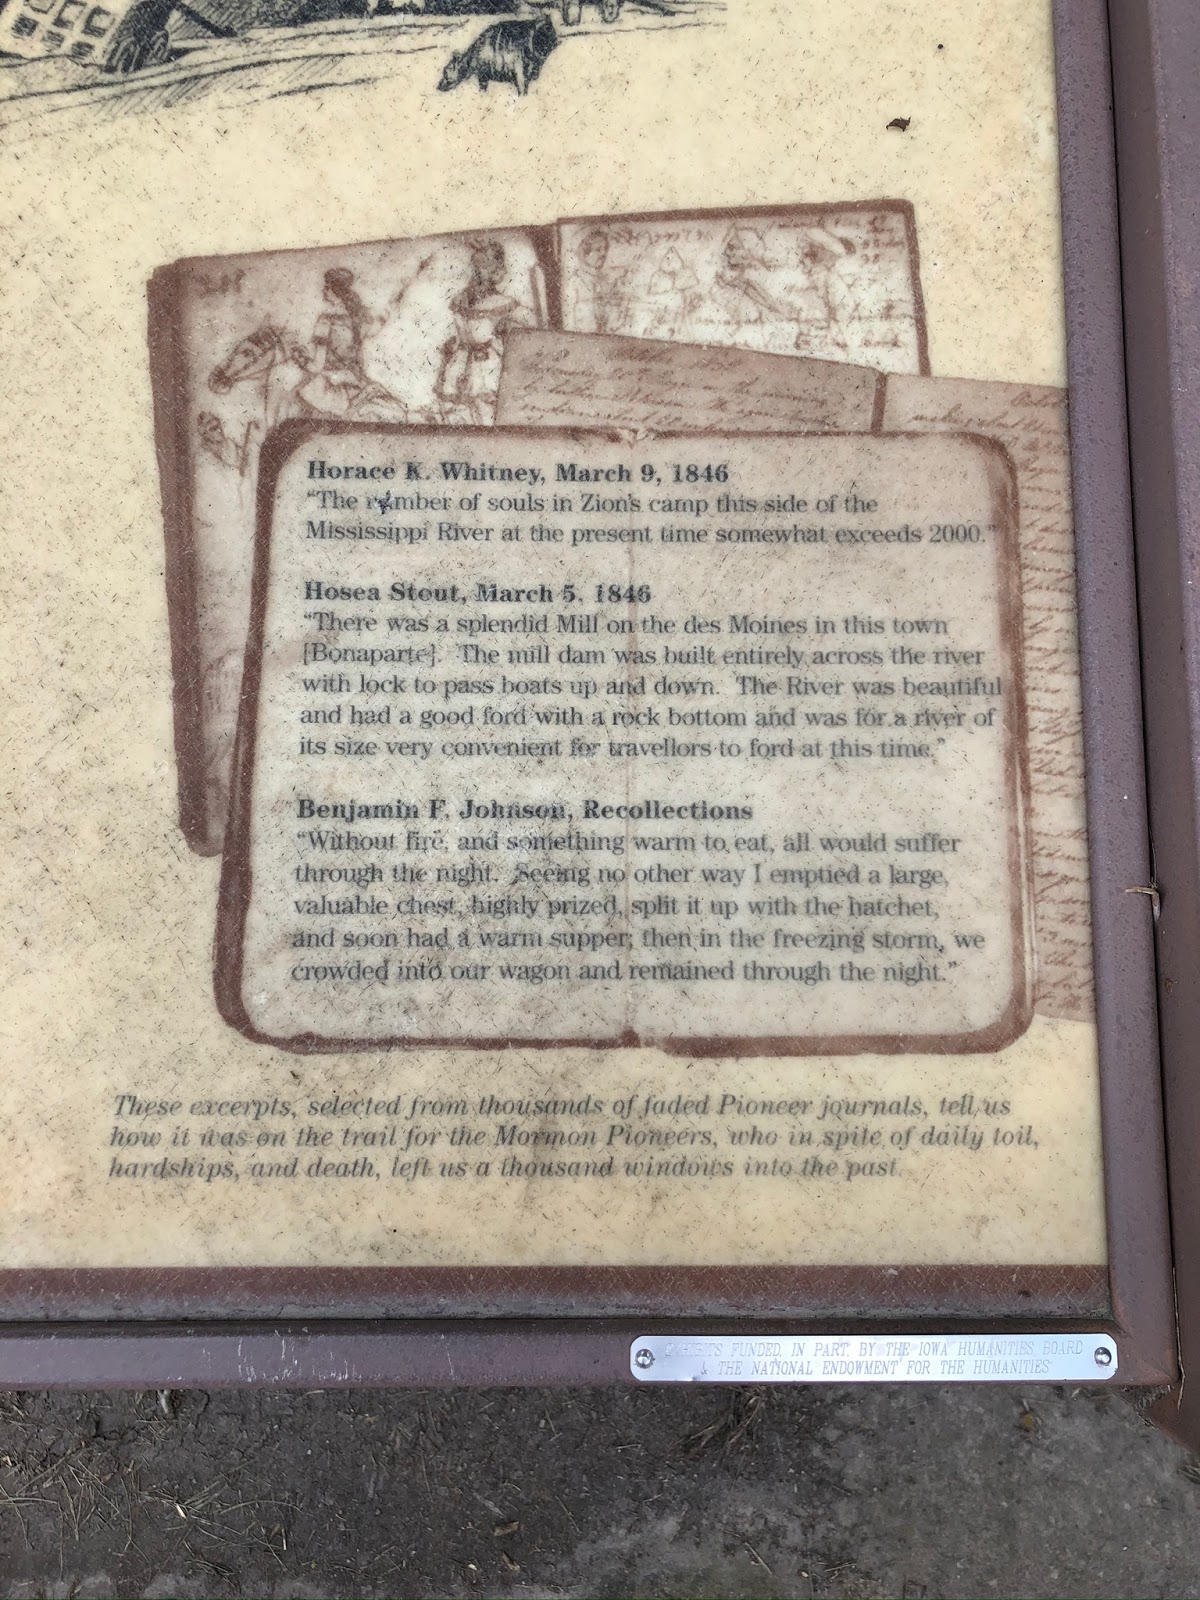 Horace K. Whitney, March 9, 1846
“The number of souls in Zion's camp this side of the
Mississippi River at the present time somewhat exceeds 2000.”
Hosea Stout, March 5, 1846
“There was a splendid Mill on the des Moines in this town
[Bonaparte]. The mill dam was built entirely across the river
with lock to pass boats up and down. The River was beautiful
and had a good ford with a rock bottom and was for a river of
its size very convenient for travellors to ford at this time.”
Benjamin F. Johnson, Recollections
“Without fire, and something warm to eat, all would suffer
through the night. Seeing no other way I emptied a large,
valuable chest, highly prized, split it up with the hatchet,
and soon had a warm supper; then in the freezing storm, we
crowded into our wagon and remained through the night.”
These excerpts, selected from thousands of faded Pioneer journals, tell us
how it was on the trail for the Mormon Pioneers, who in spite of daily toil,
hardships, and death, left us a thousand windows into the past.
EXHIBITS FUNDED, IN PART, BY THE IOWA HUMANITIES BOARD
& THE NATIONAL ENDOWMENT FOR THE HUMANITIES